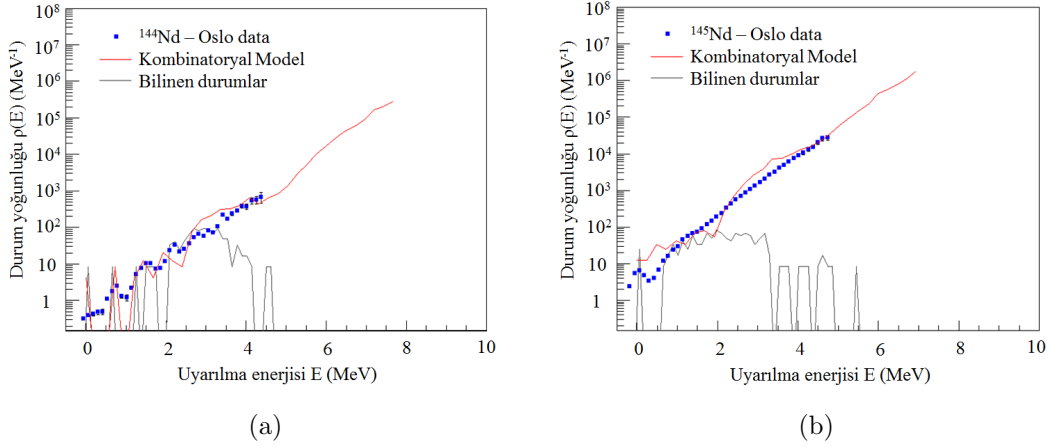 10⁸
10⁷
10⁶
10⁵
10⁴
10³
10²
10
1
Durum yoğunluğu ρ(E) (MeV⁻¹)
¹⁴⁴Nd – Oslo data
Kombinatoryal Model
Bilinen durumlar
0 2 4 6 8 10
Uyarılma enerjisi E (MeV)
(a)
10⁸
10⁷
10⁶
10⁵
10⁴
10³
10²
10
1
Durum yoğunluğu ρ(E) (MeV⁻¹)
¹⁴⁵Nd – Oslo data
Kombinatoryal Model
Bilinen durumlar
0 2 4 6 8 10
Uyarılma enerjisi E (MeV)
(b)